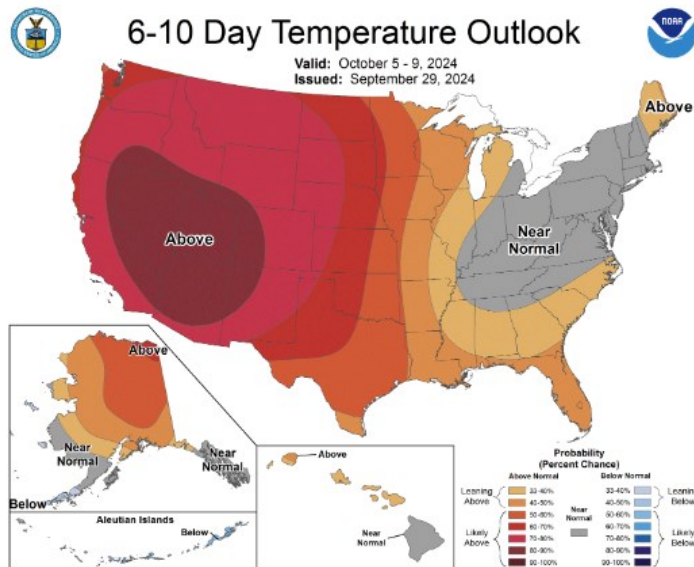 6-10 Day Temperature Outlook
Valid: October 5 - 9, 2024
Issued: September 29, 2024
NOAA
Above
Above
Near
Normal
Above
Near
Normal
Near
Normal
Below
Aleutian Islands
Below
Above
Near
Normal
Probability
(Percent Chance)
Above Normal
Below Normal
Leaning
Above
33-40%
40-50%
Likely
Above
50-60%
60-70%
70-80%
80-90%
90-100%
Near
Normal
33-40%
40-50%
Leaning
Below
50-60%
60-70%
70-80%
80-90%
90-100%
Likely
Below